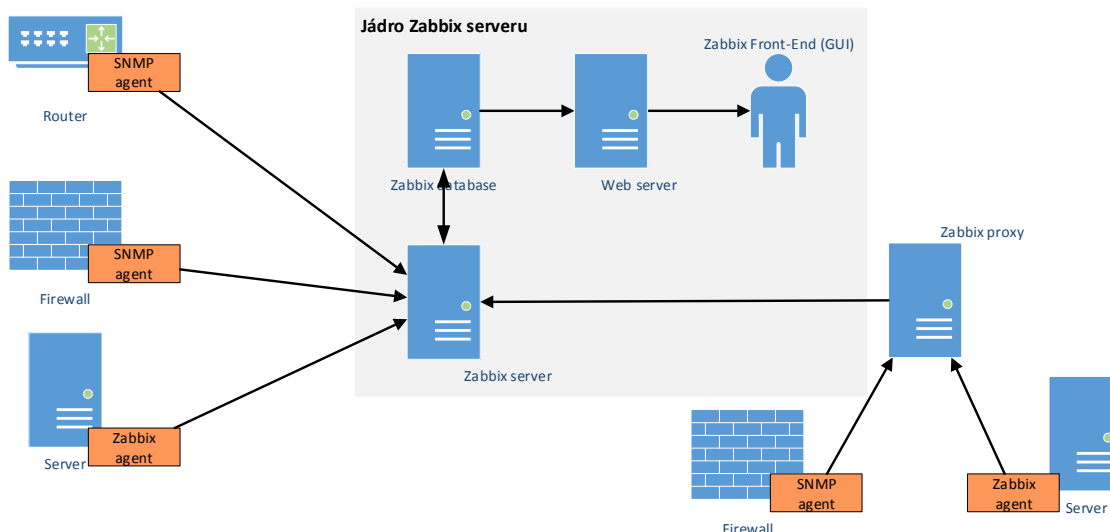 Jádro Zabbix serveru
Zabbix Front-End (GUI)
SNMP
agent
Router
Zabbix database
Web server
SNMP
agent
Firewall
Zabbix proxy
Zabbix server
Zabbix
agent
Server
SNMP
agent
Firewall
Zabbix
agent
Server